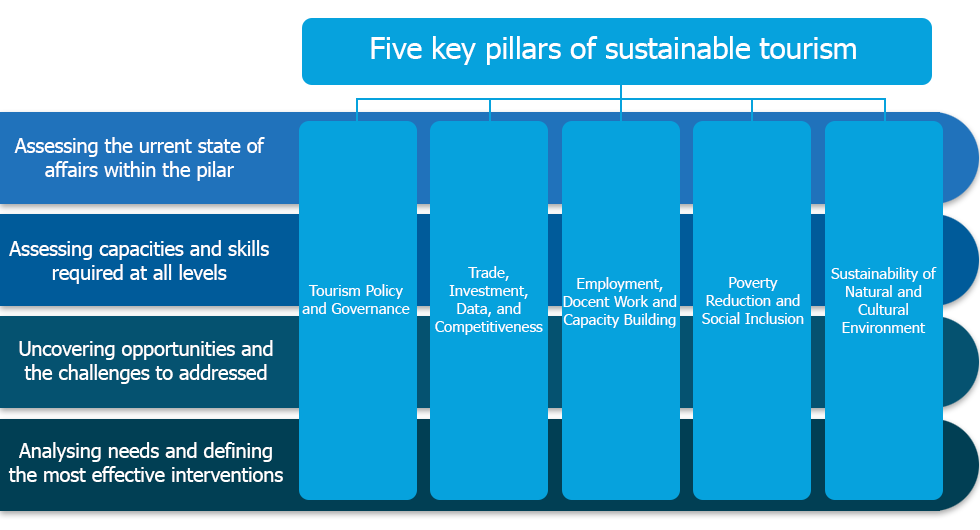 Five key pillars of sustainable tourism
Assessing the urrent state of
affairs within the pilar
Assessing capacities and skills
required at all levels
Uncovering opportunities and
the challenges to addressed
Analysing needs and defining
the most effective interventions
Tourism Policy
and Governance
Trade,
Investment,
Data, and
Competitiveness
Employment,
Docent Work and
Capacity Building
Poverty
Reduction and
Social Inclusion
Sustainability of
Natural and
Cultural
Environment